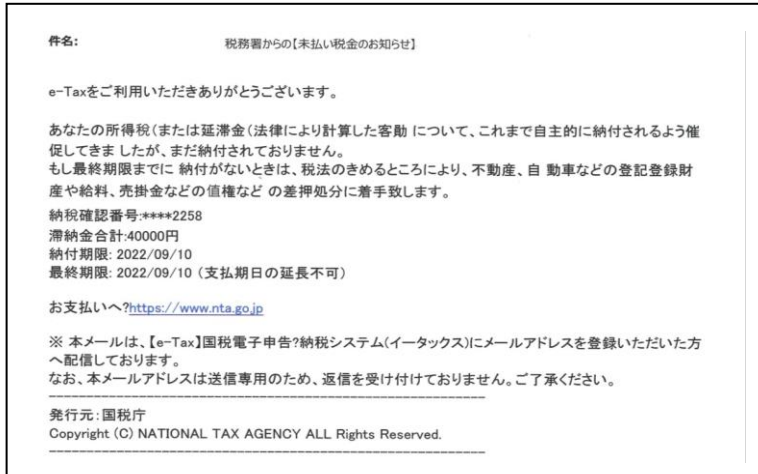 件名: 税務署からの【未払い税金のお知らせ】
e-Taxをご利用いただきありがとうございます。
あなたの所得税(または延滞金(法律により計算した客勛 について、これまで自主的に納付されるよう催
促してきま したが、まだ納付されておりません。
もし最終期限までに 納付がないときは、税法のきめるところにより、不動産、自 動車などの登記登録財
産や給料、売掛金などの値権など の差押処分に着手致します。
納税確認番号:****2258
滞納金合計:40000円
納付期限: 2022/09/10
最終期限: 2022/09/10 (支払期日の延長不可)
お支払いへ?https://www.nta.go.jp
※ 本メールは、【e-Tax】国税電子申告?納税システム(イータックス)にメールアドレスを登録いただいた方
へ配信しております。
なお、本メールアドレスは送信専用のため、返信を受け付けておりません。ご了承ください。
------------------------------------------------------------
発行元:国税庁
Copyright (C) NATIONAL TAX AGENCY ALL Rights Reserved.
------------------------------------------------------------